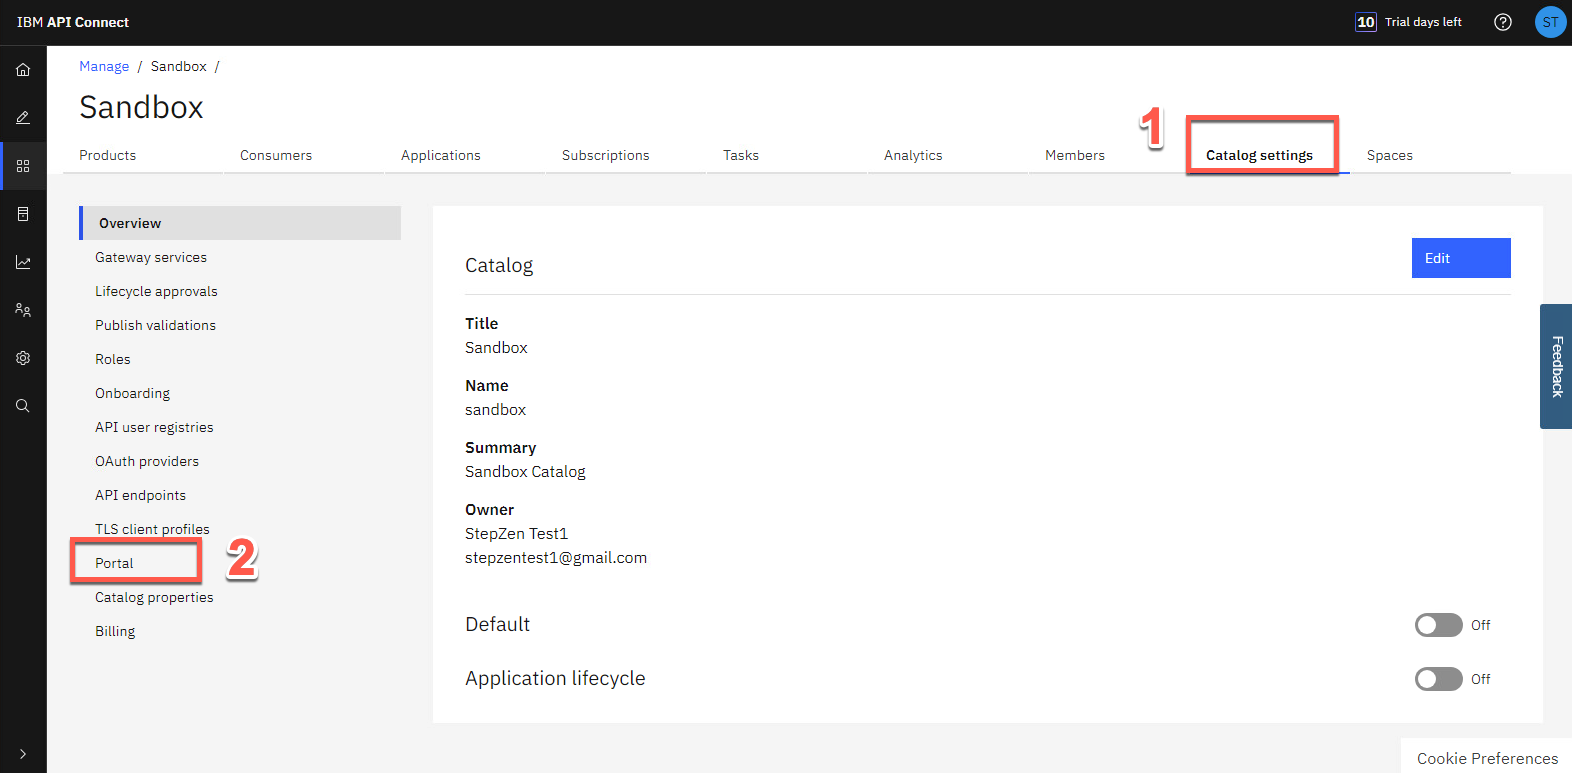 IBM API Connect
10 Trial days left
ST
Manage / Sandbox /
Sandbox
1
Products Consumers Applications Subscriptions Tasks Analytics Members Catalog settings Spaces
Overview
Gateway services
Lifecycle approvals
Publish validations
Roles
Onboarding
API user registries
OAuth providers
API endpoints
TLS client profiles
Portal
2
Catalog properties
Billing
Catalog
Edit
Title
Sandbox
Name
sandbox
Summary
Sandbox Catalog
Owner
StepZen Test1
stepzentest1@gmail.com
Default
Off
Application lifecycle
Off
Feedback
Cookie Preferences